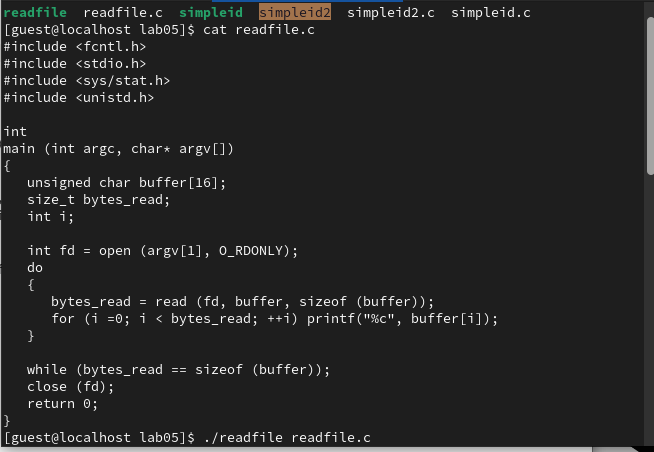 readfile  readfile.c  simpleid  simpleid2  simpleid2.c  simpleid.c
[guest@localhost lab05]$ cat readfile.c
#include <fcntl.h>
#include <stdio.h>
#include <sys/stat.h>
#include <unistd.h>

int
main (int argc, char* argv[])
{
   unsigned char buffer[16];
   size_t bytes_read;
   int i;

   int fd = open (argv[1], O_RDONLY);
   do
   {
      bytes_read = read (fd, buffer, sizeof (buffer));
      for (i =0; i < bytes_read; ++i) printf("%c", buffer[i]);
   }

   while (bytes_read == sizeof (buffer));
   close (fd);
   return 0;
}
[guest@localhost lab05]$ ./readfile readfile.c